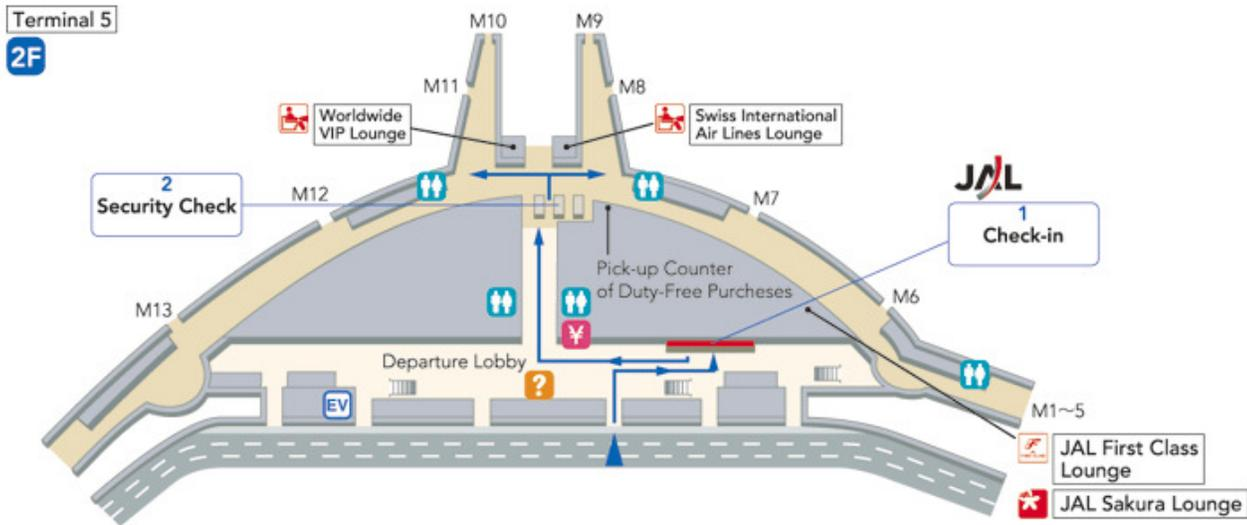 Terminal 5
2F
M10
M9
M11
M8
Worldwide
VIP Lounge
Swiss International
Air Lines Lounge
JAL
2
Security Check
M12
M7
1
Check-in
Pick-up Counter
of Duty-Free Purcheses
M13
M6
¥
Departure Lobby
?
EV
M1～5
JAL First Class
Lounge
JAL Sakura Lounge